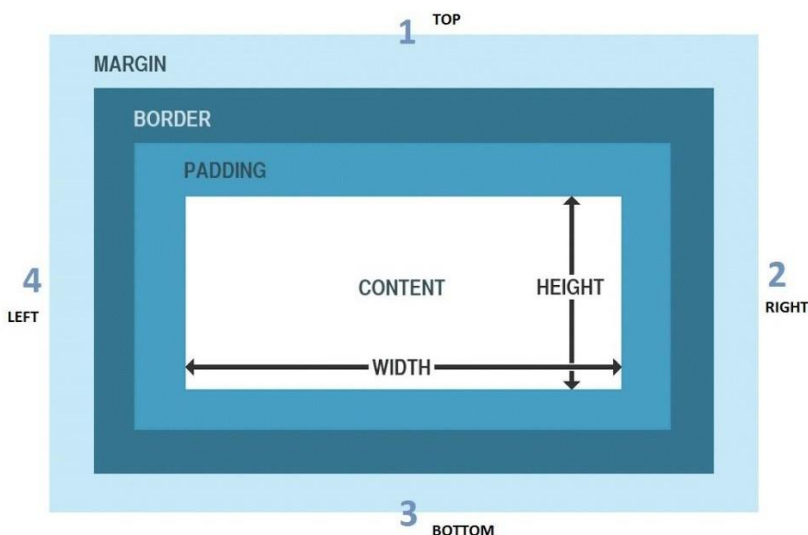 1 TOP
MARGIN
BORDER
PADDING
4
LEFT
CONTENT
HEIGHT
WIDTH
2
RIGHT
3
BOTTOM